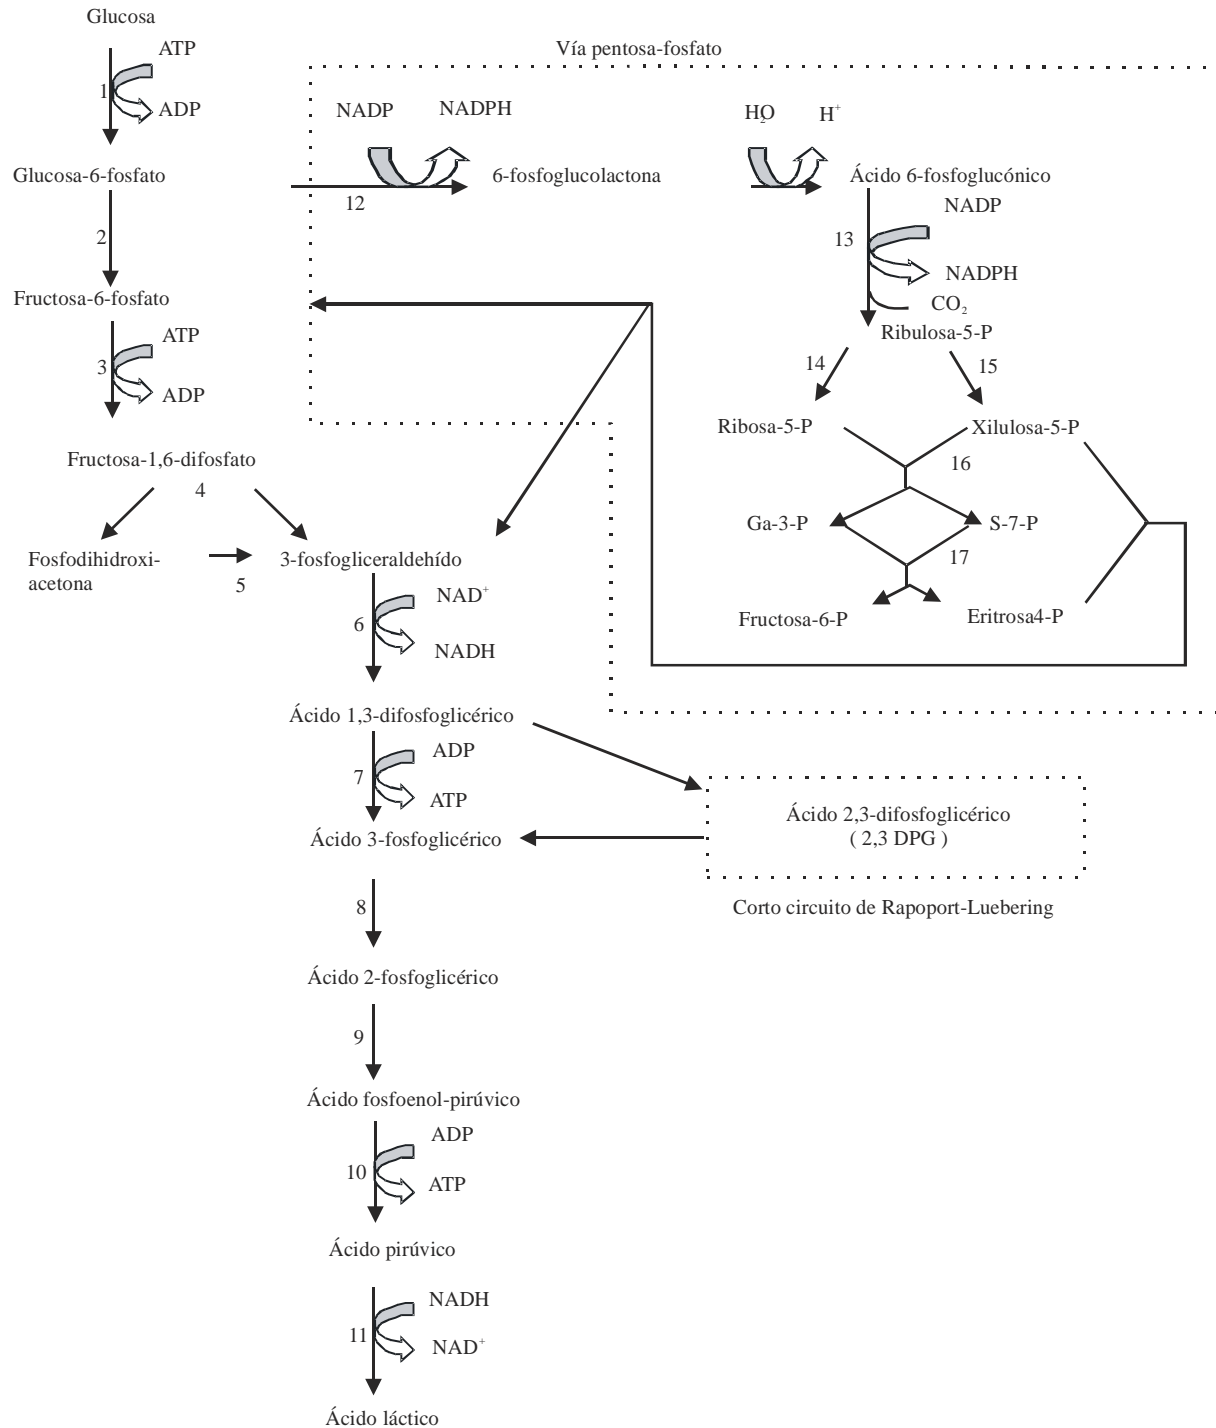 Glucosa
ATP
1
ADP
Glucosa-6-fosfato
2
Fructosa-6-fosfato
ATP
3
ADP
Fructosa-1,6-difosfato
4
Fosfodihidroxi-
acetona
5
3-fosfogliceraldehído
NAD+
6
NADH
Ácido 1,3-difosfoglicérico
ADP
7
ATP
Ácido 3-fosfoglicérico
8
Ácido 2-fosfoglicérico
9
Ácido fosfoenol-pirúvico
ADP
10
ATP
Ácido pirúvico
NADH
11
NAD+
Ácido láctico
Vía pentosa-fosfato
NADP
NADPH
12
6-fosfoglucolactona
H2O
H+
Ácido 6-fosfoglucónico
NADP
13
NADPH
CO2
Ribulosa-5-P
14
15
Ribosa-5-P
Xilulosa-5-P
16
Ga-3-P
S-7-P
17
Fructosa-6-P
Eritrosa4-P
Ácido 2,3-difosfoglicérico
( 2,3 DPG )
Corto circuito de Rapoport-Luebering